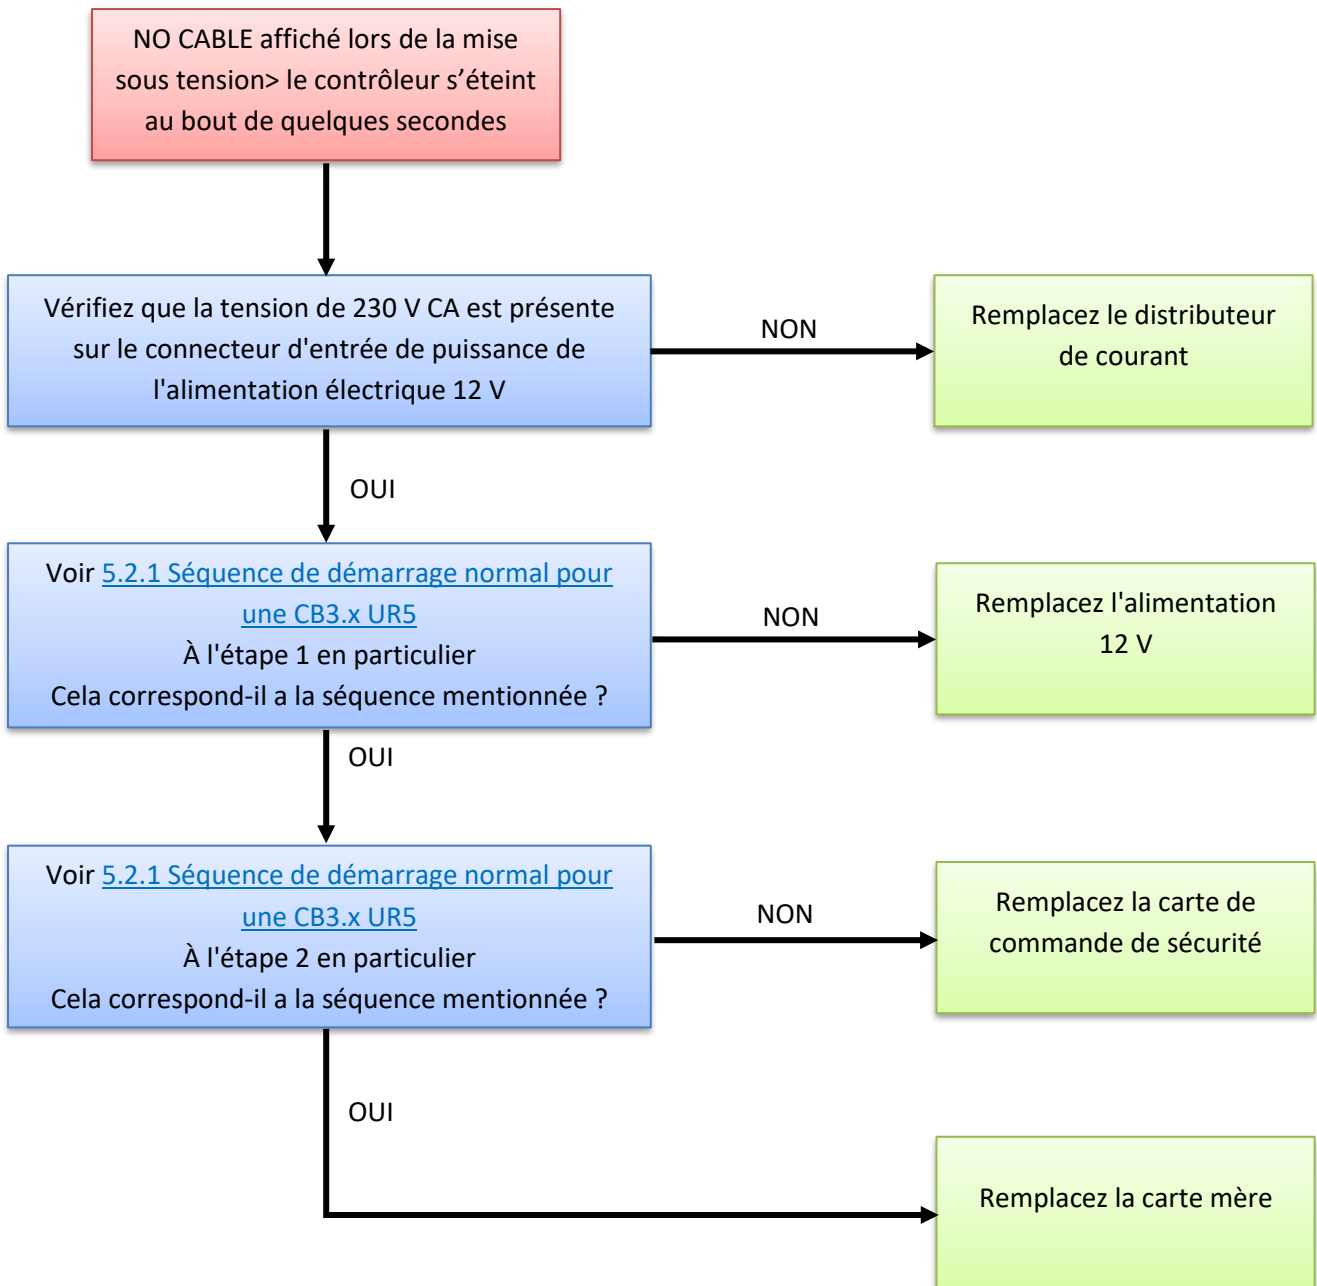 NO CABLE affiché lors de la mise
sous tension> le contrôleur s’éteint
au bout de quelques secondes
Vérifiez que la tension de 230 V CA est présente
sur le connecteur d'entrée de puissance de
l'alimentation électrique 12 V
NON
Remplacez le distributeur
de courant
OUI
Voir 5.2.1 Séquence de démarrage normal pour
une CB3.x UR5
À l'étape 1 en particulier
Cela correspond-il a la séquence mentionnée ?
NON
Remplacez l'alimentation
12 V
OUI
Voir 5.2.1 Séquence de démarrage normal pour
une CB3.x UR5
À l'étape 2 en particulier
Cela correspond-il a la séquence mentionnée ?
NON
Remplacez la carte de
commande de sécurité
OUI
Remplacez la carte mère